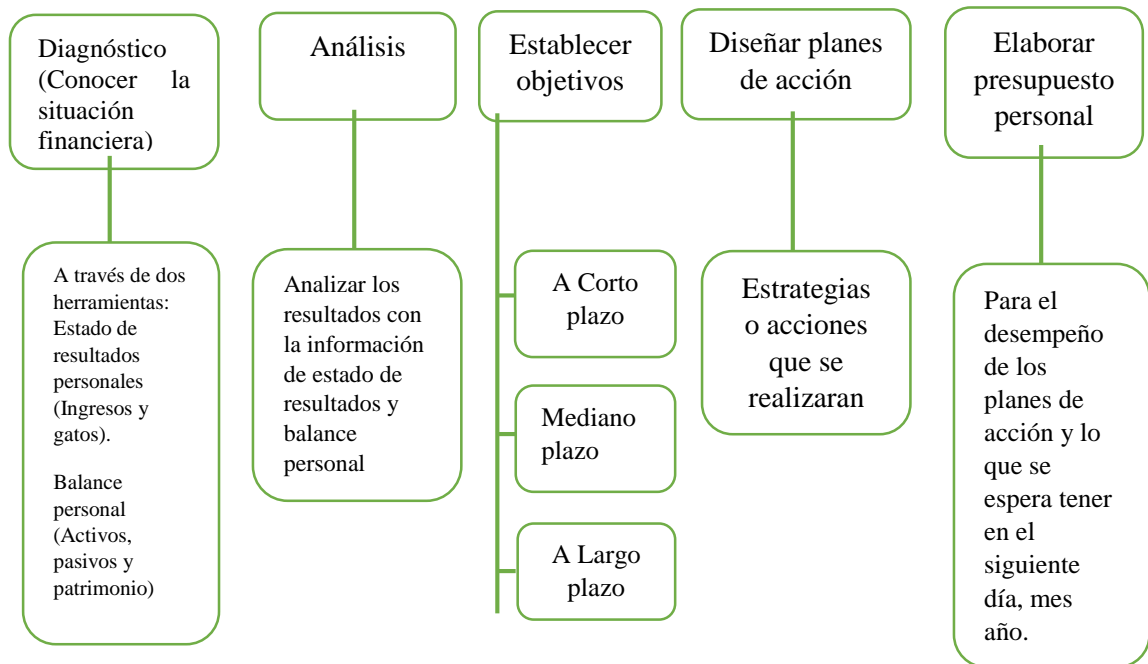 Diagnóstico
(Conocer la
situación
financiera)
A través de dos
herramientas:
Estado de
resultados
personales
(Ingresos y
gatos).
Balance
personal
(Activos,
pasivos y
patrimonio)
Análisis
Analizar los
resultados con
la información
de estado de
resultados y
balance
personal
Establecer
objetivos
A Corto
plazo
Mediano
plazo
A Largo
plazo
Diseñar planes
de acción
Estrategias
o acciones
que se
realizaran
Elaborar
presupuesto
personal
Para el
desempeño
de los
planes de
acción y lo
que se
espera tener
en el
siguiente
día, mes
año.